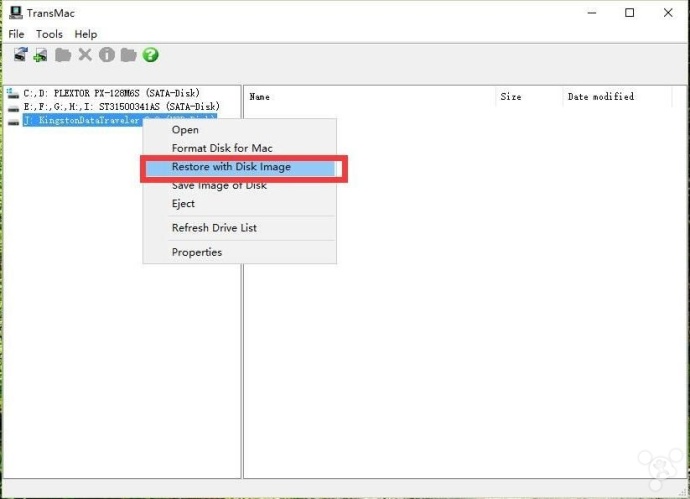 TransMac
File Tools Help
C:,D: PLEXTOR PX-128M6S (SATA-Disk)
E:,F:,G:,H:,I: ST31500341AS (SATA-Disk)
J: KingstonDataTraveler
Name Size Date modified
Open
Format Disk for Mac
Restore with Disk Image
Save Image of Disk
Eject
Refresh Drive List
Properties